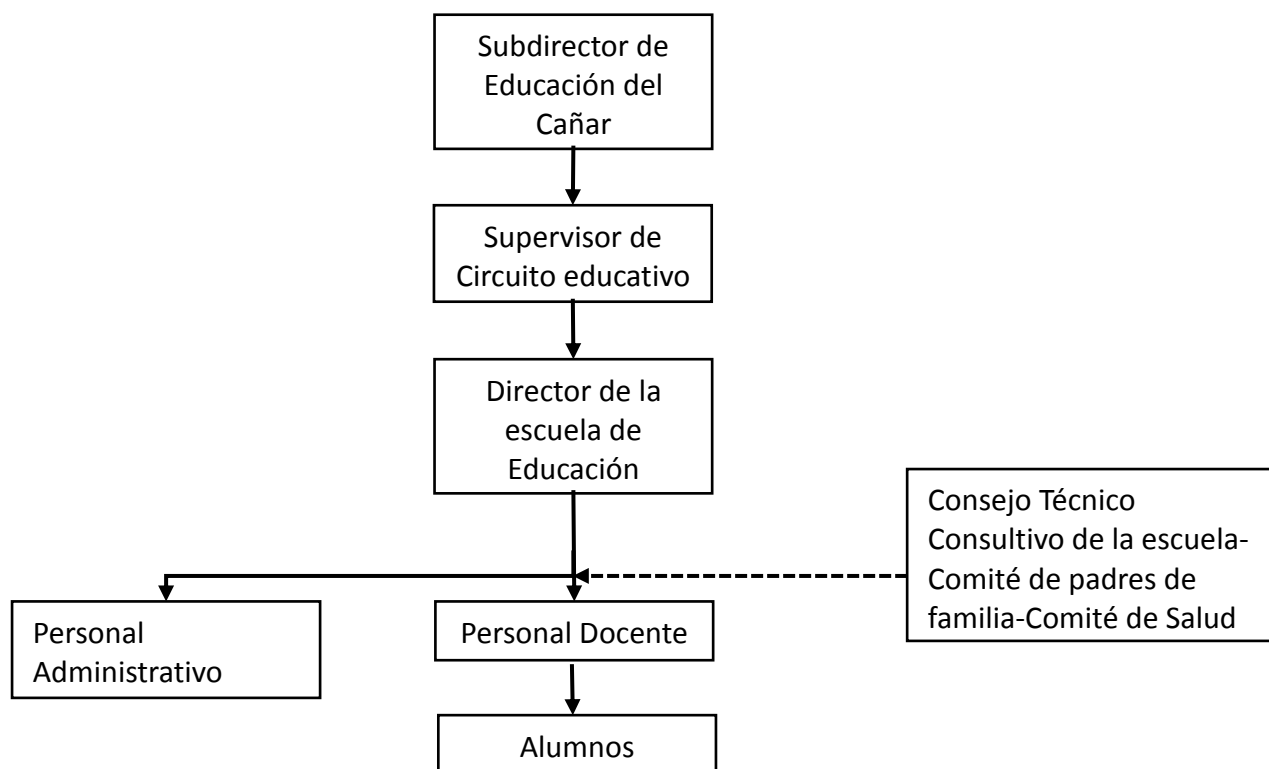 Subdirector de
Educación del
Cañar
Supervisor de
Circuito educativo
Director de la
escuela de
Educación
Consejo Técnico
Consultivo de la escuela-
Comité de padres de
familia-Comité de Salud
Personal
Administrativo
Personal Docente
Alumnos